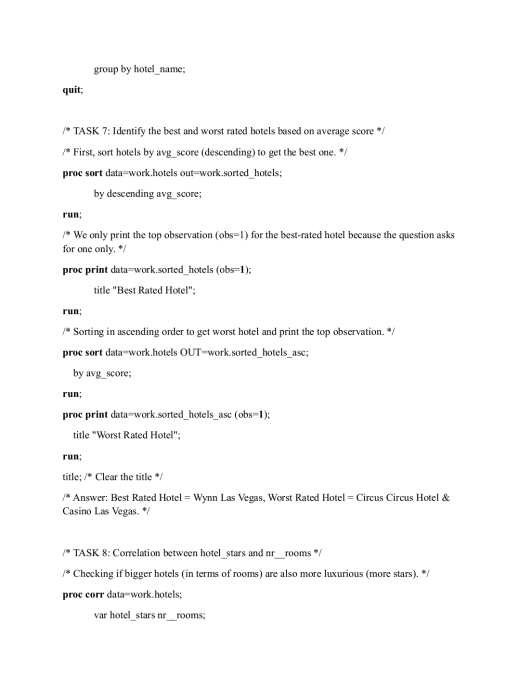 group by hotel_name;
quit;
/* TASK 7: Identify the best and worst rated hotels based on average score */
/* First, sort hotels by avg_score (descending) to get the best one. */
proc sort data=work.hotels out=work.sorted_hotels;
by descending avg_score;
run;
/* We only print the top observation (obs=1) for the best-rated hotel because the question asks
for one only. */
proc print data=work.sorted_hotels (obs=1);
title "Best Rated Hotel";
run;
/* Sorting in ascending order to get worst hotel and print the top observation. */
proc sort data=work.hotels OUT=work.sorted_hotels_asc;
by avg_score;
run;
proc print data=work.sorted_hotels_asc (obs=1);
title "Worst Rated Hotel";
run;
title; /* Clear the title */
/* Answer: Best Rated Hotel = Wynn Las Vegas, Worst Rated Hotel = Circus Circus Hotel &
Casino Las Vegas. */
/* TASK 8: Correlation between hotel_stars and nr__rooms */
/* Checking if bigger hotels (in terms of rooms) are also more luxurious (more stars). */
proc corr data=work.hotels;
var hotel_stars nr__rooms;